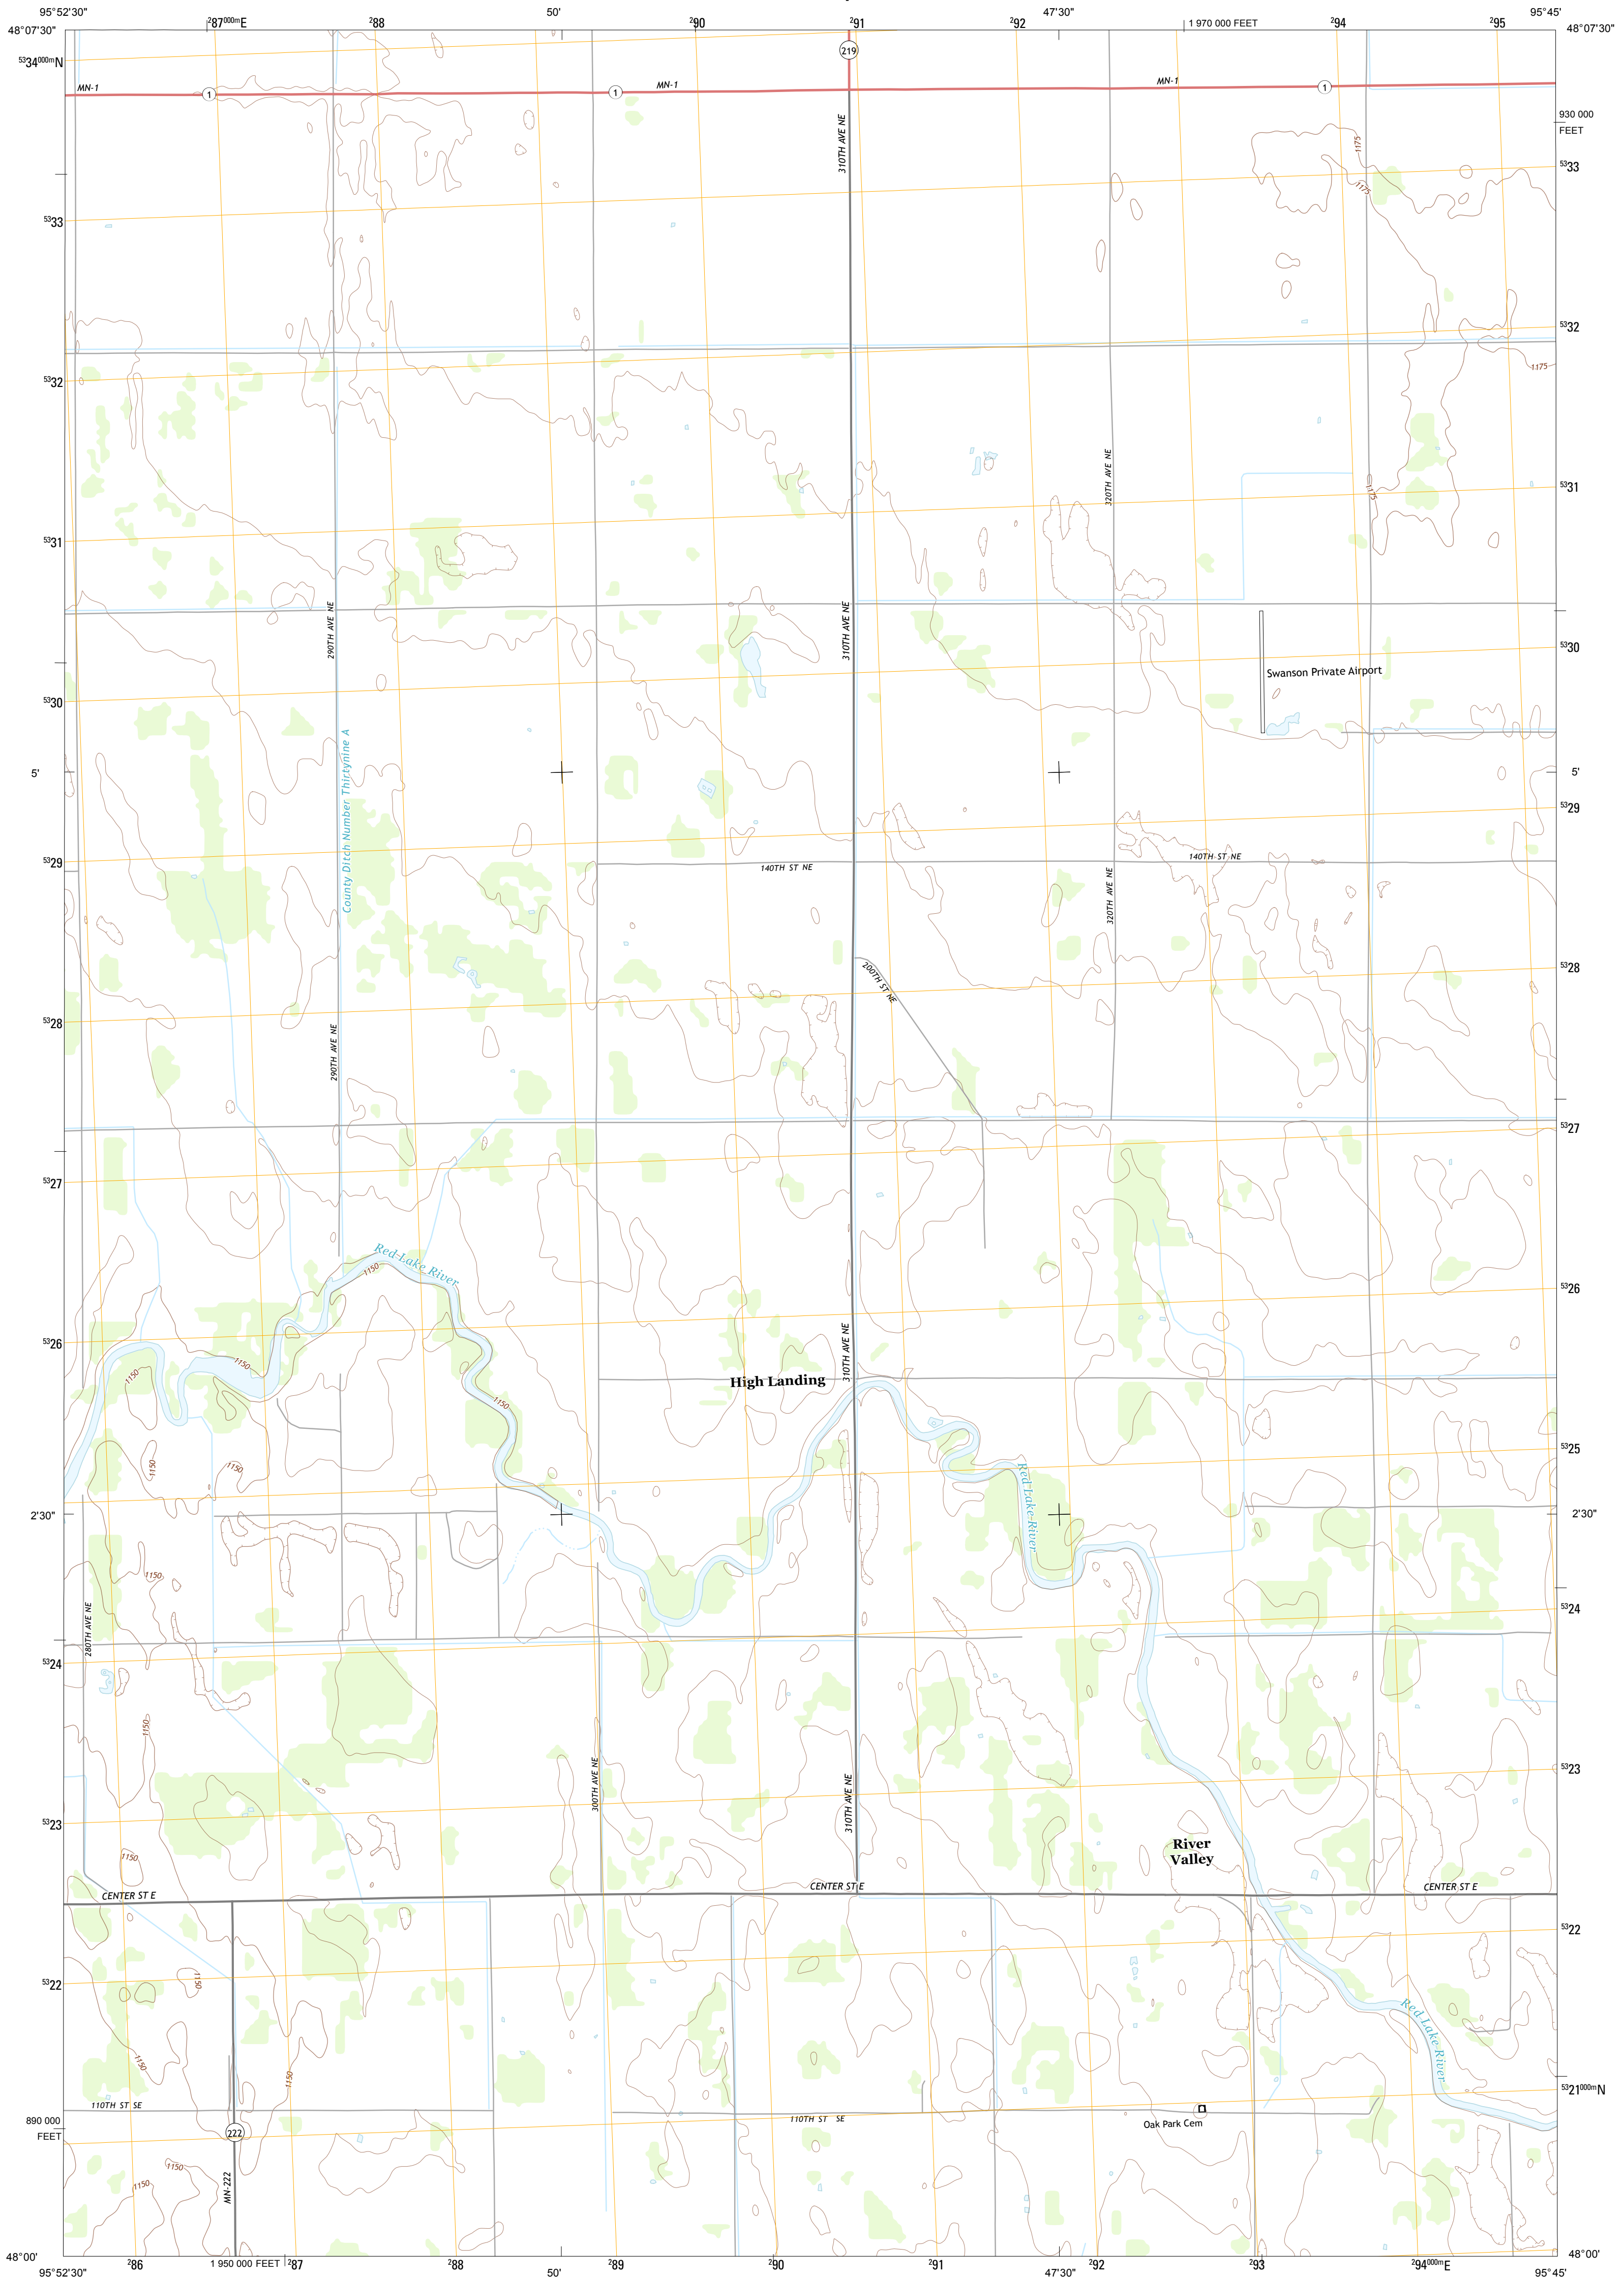 95°52'30" 287000mE 288 50' 290 291 292 47'30" 1 970 000 FEET 294 295 95°45'
48°07'30" 48°07'30"
219
5334000mN
MN-1 MN-1 MN-1
1 1 1
930 000
FEET
310TH AVE NE
1175
5333
1175
5333
5332
1175
5332
320TH AVE NE
5331
1175
5331
290TH AVE NE
310TH AVE NE
5330
Swanson Private Airport
5330
County Ditch Number Thirtynine A
5' 5'
5329
140TH ST NE
140TH ST NE
5329
320TH AVE NE
200TH ST NE
5328
5328
290TH AVE NE
5327
5327
Red Lake River
1150
5326
5326
310TH AVE NE
1150
1150
High Landing
1150
5325
1150
1150
Red Lake River
2'30" 2'30"
1150
5324
280TH AVE NE
5324
1150
5323
300TH AVE NE
310TH AVE NE
5323
River
Valley
1150
CENTER ST E CENTER ST E CENTER ST E
5322
5322
1150
Red Lake River
1150
1150
5321000mN
110TH ST SE
110TH ST SE
Oak Park Cem
890 000
FEET
222
1150
MN-222
1150
48°00' 48°00'
286 1 950 000 FEET 287 288 289 290 291 292 293 294000mE
95°52'30" 50' 47'30" 95°45'